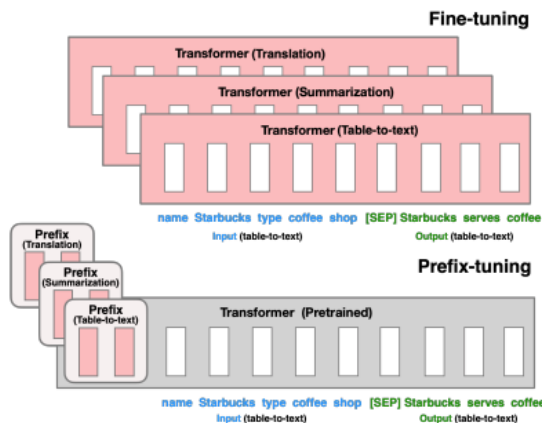 Fine-tuning
Transformer (Translation)
Transformer (Summarization)
Transformer (Table-to-text)
name Starbucks type coffee shop [SEP] Starbucks serves coffee
Input (table-to-text) Output (table-to-text)
Prefix-tuning
Prefix
(Translation)
Prefix
(Summarization)
Prefix
(Table-to-text)
Transformer (Pretrained)
name Starbucks type coffee shop [SEP] Starbucks serves coffee
Input (table-to-text) Output (table-to-text)